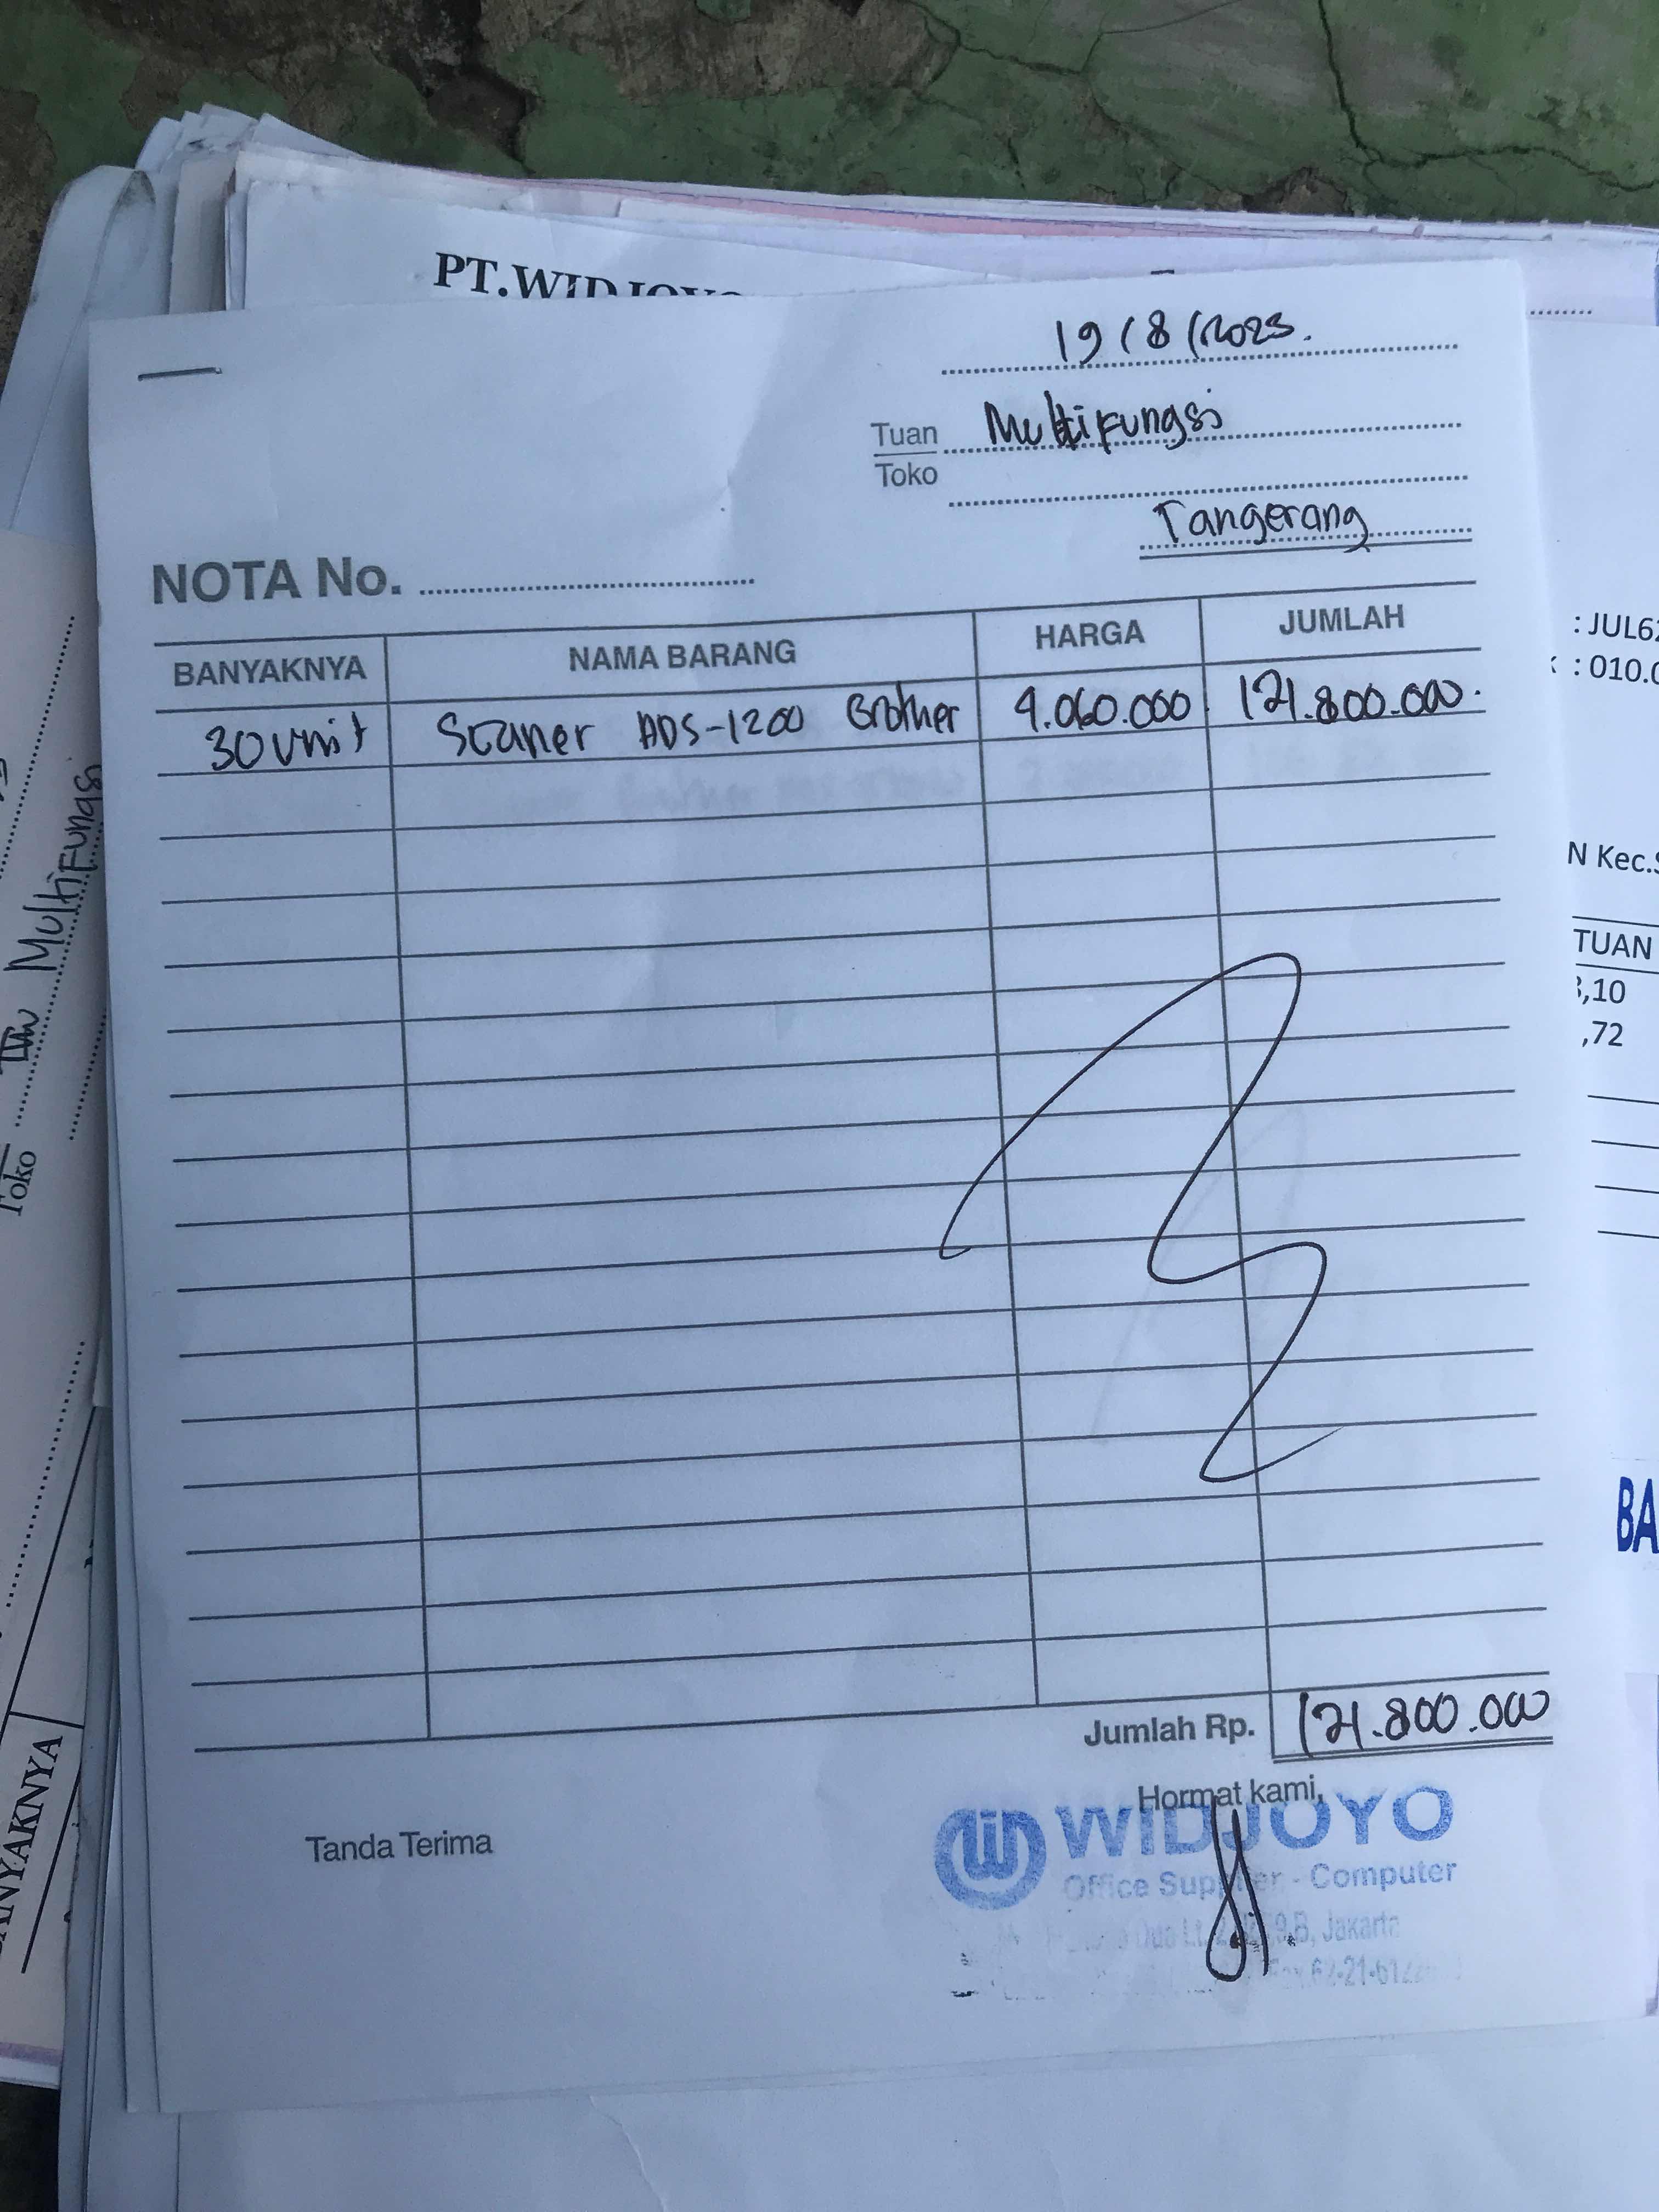 PT.WIDJOYO
19/8/2023.
Tuan Multifungsi
Toko
Tangerang
NOTA No.
BANYAKNYA NAMA BARANG HARGA JUMLAH
30 unit Scaner ADS-1200 Brother 4.060.000 121.800.000.
Jumlah Rp. 121.800.000
Tanda Terima
Hormat kami,
WIDJOYO
Office Supplier - Computer
Jakarta
: JUL62
: 010.0
N Kec.S
TUAN
,10
,72
BA
Multifungsi
Toko
ANYAKNYA